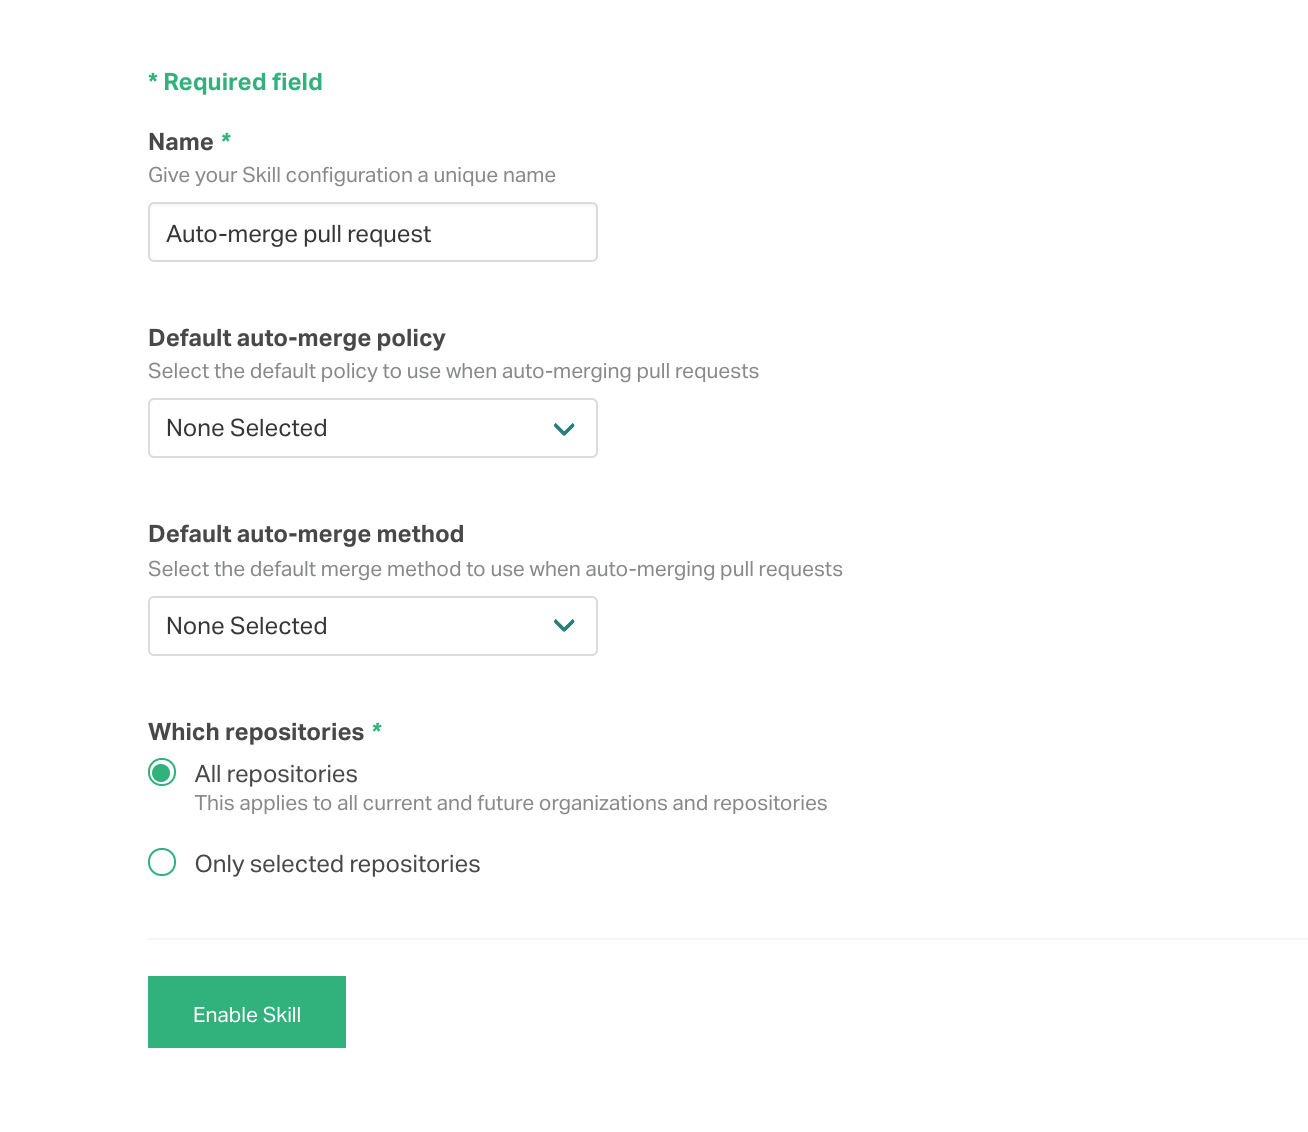 * Required field
Name *
Give your Skill configuration a unique name
Auto-merge pull request
Default auto-merge policy
Select the default policy to use when auto-merging pull requests
None Selected
Default auto-merge method
Select the default merge method to use when auto-merging pull requests
None Selected
Which repositories *
All repositories
This applies to all current and future organizations and repositories
Only selected repositories
Enable Skill